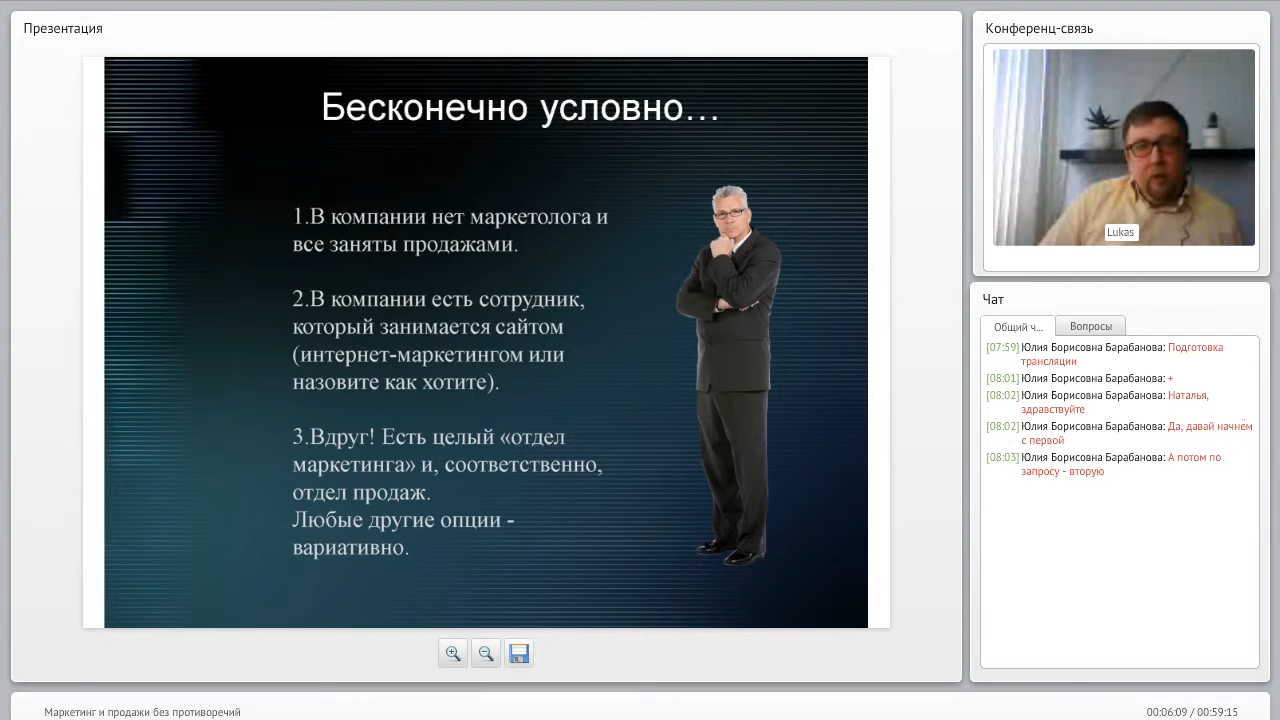 Презентация
Бесконечно условно...
1.В компании нет маркетолога и
все заняты продажами.
2.В компании есть сотрудник,
который занимается сайтом
(интернет-маркетингом или
назовите как хотите).
3.Вдруг! Есть целый «отдел
маркетинга» и, соответственно,
отдел продаж.
Любые другие опции -
вариативно.
Конференц-связь
Lukas
Чат
Общий ч...
Вопросы
[07:59] Юлия Борисовна Барабанова: Подготовка
трансляции
[08:01] Юлия Борисовна Барабанова: +
[08:02] Юлия Борисовна Барабанова: Наталья,
здравствуйте
[08:02] Юлия Борисовна Барабанова: Да, давай начнём
с первой
[08:03] Юлия Борисовна Барабанова: А потом по
запросу - вторую
Маркетинг и продажи без противоречий
00:06:09 / 00:59:15